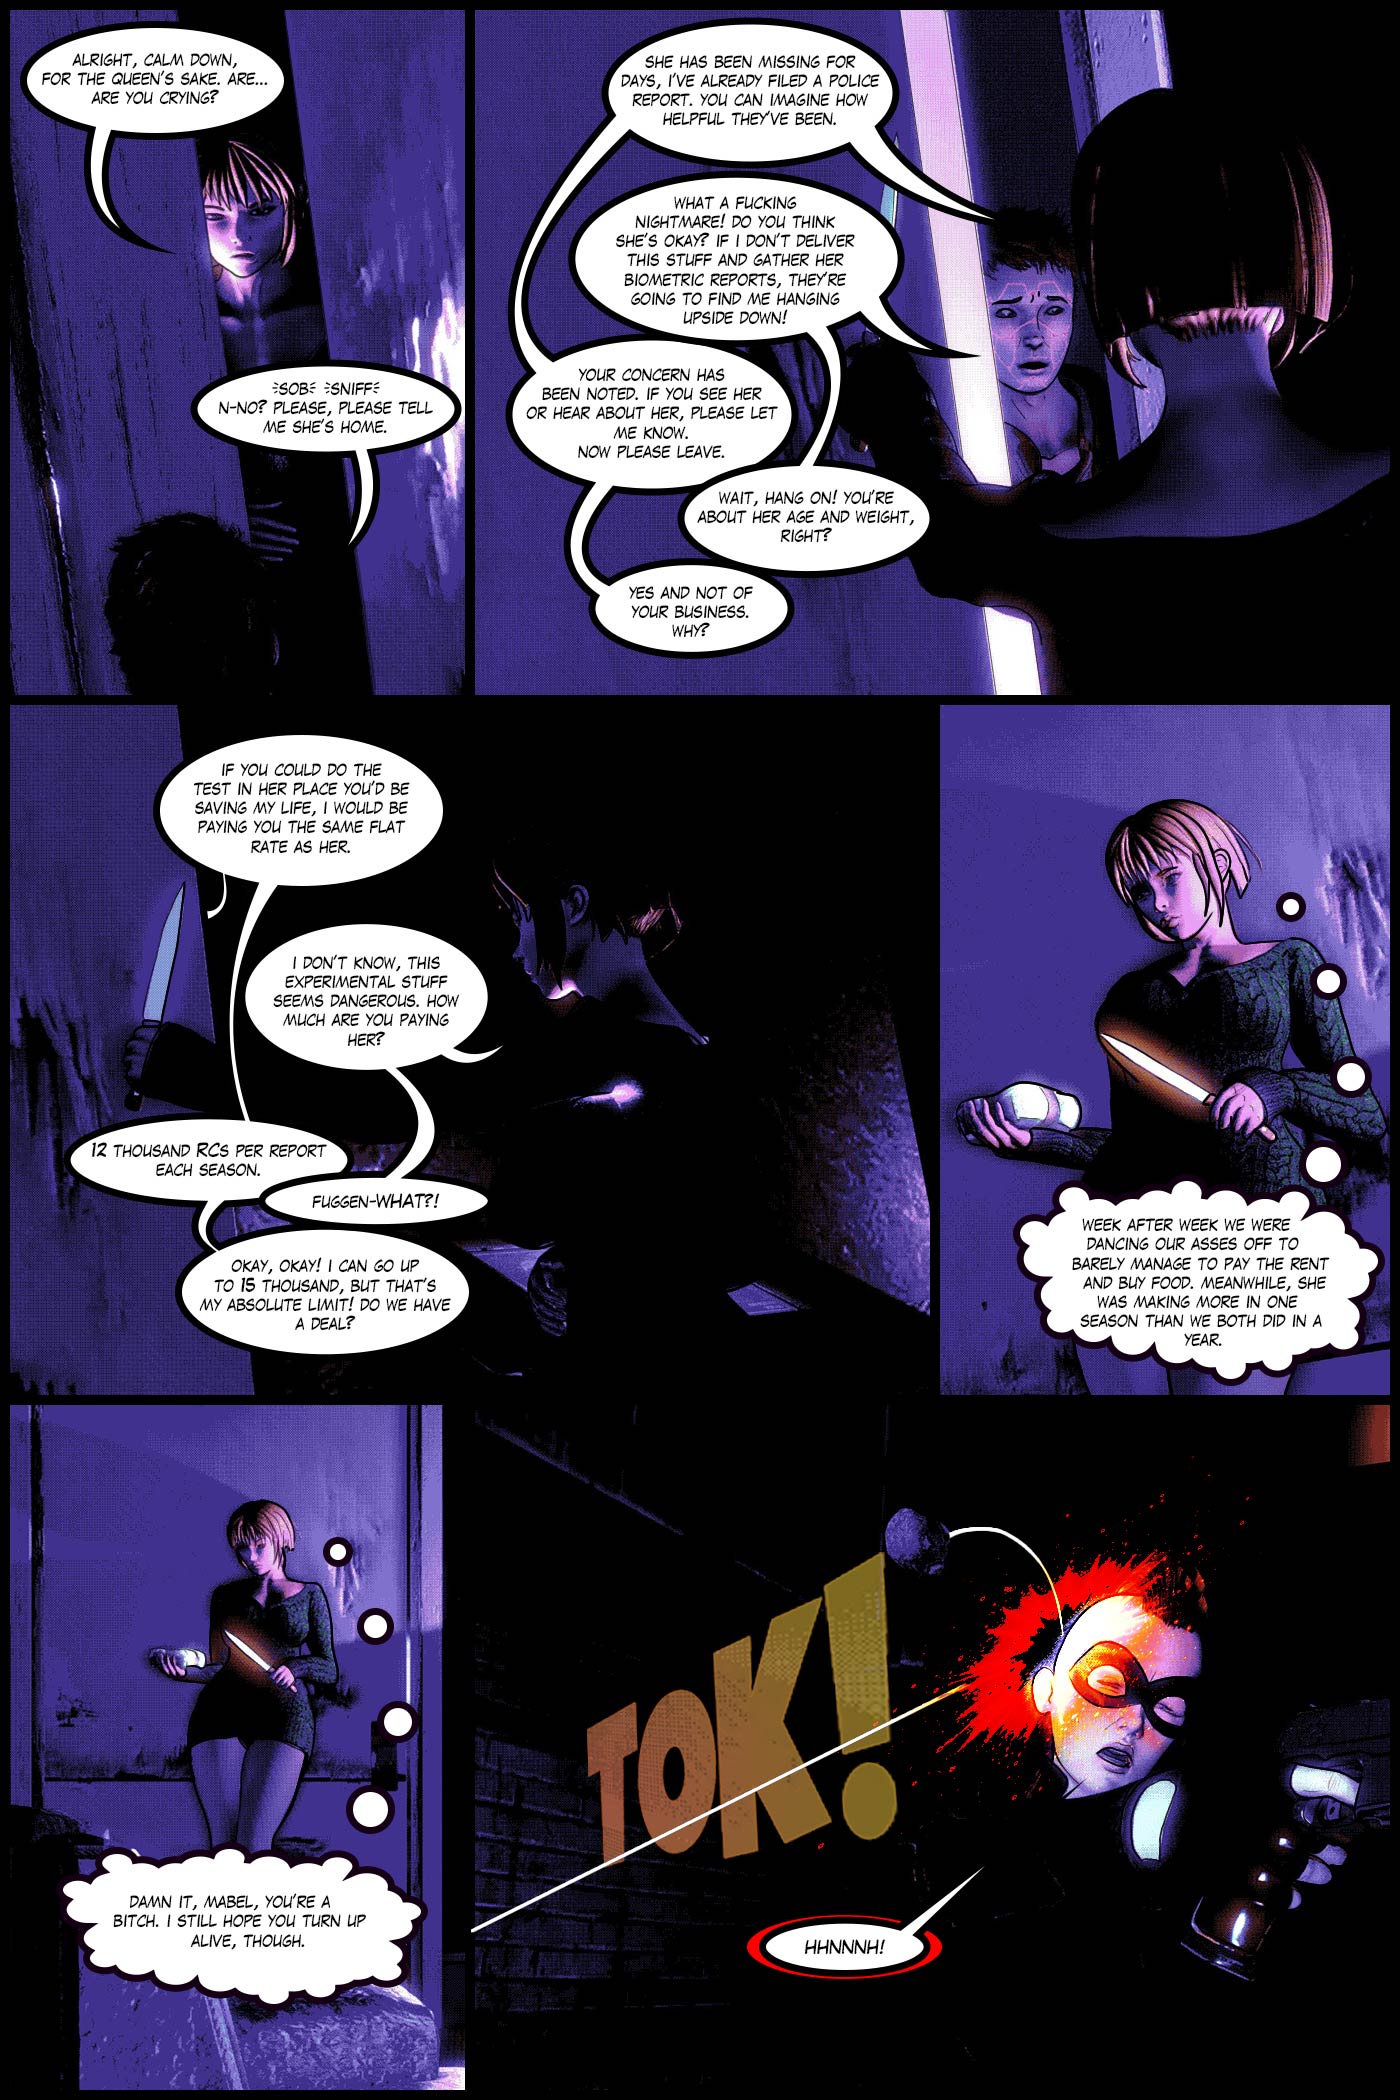 ALRIGHT, CALM DOWN,
FOR THE QUEEN'S SAKE. ARE...
ARE YOU CRYING?
SOB SNIFF
N-NO? PLEASE, PLEASE TELL
ME SHE'S HOME.
SHE HAS BEEN MISSING FOR
DAYS, I'VE ALREADY FILED A POLICE
REPORT. YOU CAN IMAGINE HOW
HELPFUL THEY'VE BEEN.
WHAT A FUCKING
NIGHTMARE! DO YOU THINK
SHE'S OKAY? IF I DON'T DELIVER
THIS STUFF AND GATHER HER
BIOMETRIC REPORTS, THEY'RE
GOING TO FIND ME HANGING
UPSIDE DOWN!
YOUR CONCERN HAS
BEEN NOTED. IF YOU SEE HER
OR HEAR ABOUT HER, PLEASE LET
ME KNOW.
NOW PLEASE LEAVE.
WAIT, HANG ON! YOU'RE
ABOUT HER AGE AND WEIGHT,
RIGHT?
YES AND NOT OF
YOUR BUSINESS.
WHY?
IF YOU COULD DO THE
TEST IN HER PLACE YOU'D BE
SAVING MY LIFE, I WOULD BE
PAYING YOU THE SAME FLAT
RATE AS HER.
I DON'T KNOW, THIS
EXPERIMENTAL STUFF
SEEMS DANGEROUS. HOW
MUCH ARE YOU PAYING
HER?
12 THOUSAND RCS PER REPORT
EACH SEASON.
FUGGEN-WHAT?!
OKAY, OKAY! I CAN GO UP
TO 15 THOUSAND, BUT THAT'S
MY ABSOLUTE LIMIT! DO WE HAVE
A DEAL?
WEEK AFTER WEEK WE WERE
DANCING OUR ASSES OFF TO
BARELY MANAGE TO PAY THE RENT
AND BUY FOOD. MEANWHILE, SHE
WAS MAKING MORE IN ONE
SEASON THAN WE BOTH DID IN A
YEAR.
DAMN IT, MABEL, YOU'RE A
BITCH. I STILL HOPE YOU TURN UP
ALIVE, THOUGH.
TOK!
HHNNNH!